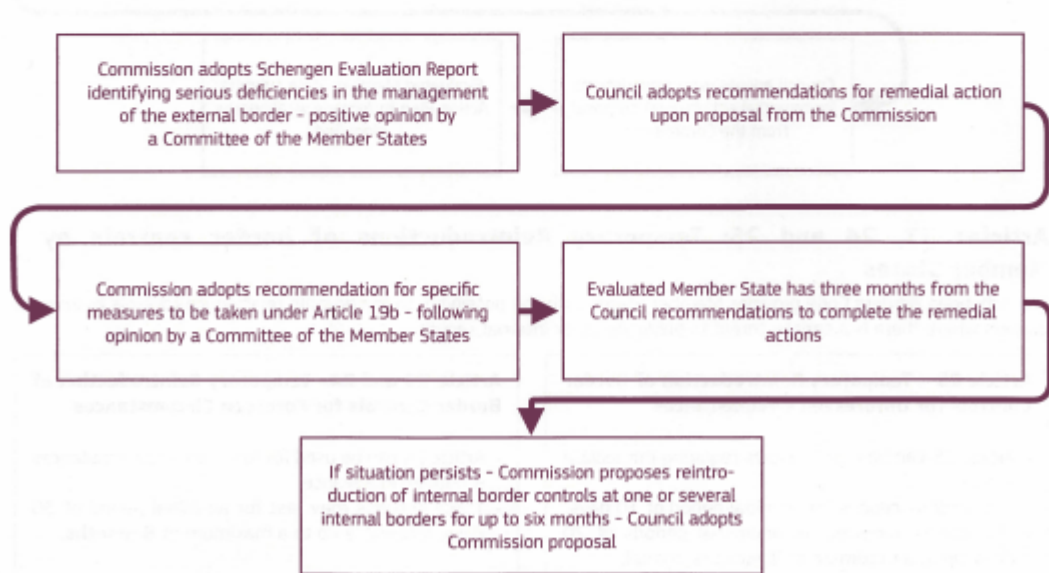 Commission adopts Schengen Evaluation Report
identifying serious deficiencies in the management
of the external border – positive opinion by
a Committee of the Member States
Council adopts recommendations for remedial action
upon proposal from the Commission
Commission adopts recommendation for specific
measures to be taken under Article 19b – following
opinion by a Committee of the Member States
Evaluated Member State has three months from the
Council recommendations to complete the remedial
actions
If situation persists – Commission proposes reintro-
duction of internal border controls at one or several
internal borders for up to six months – Council adopts
Commission proposal